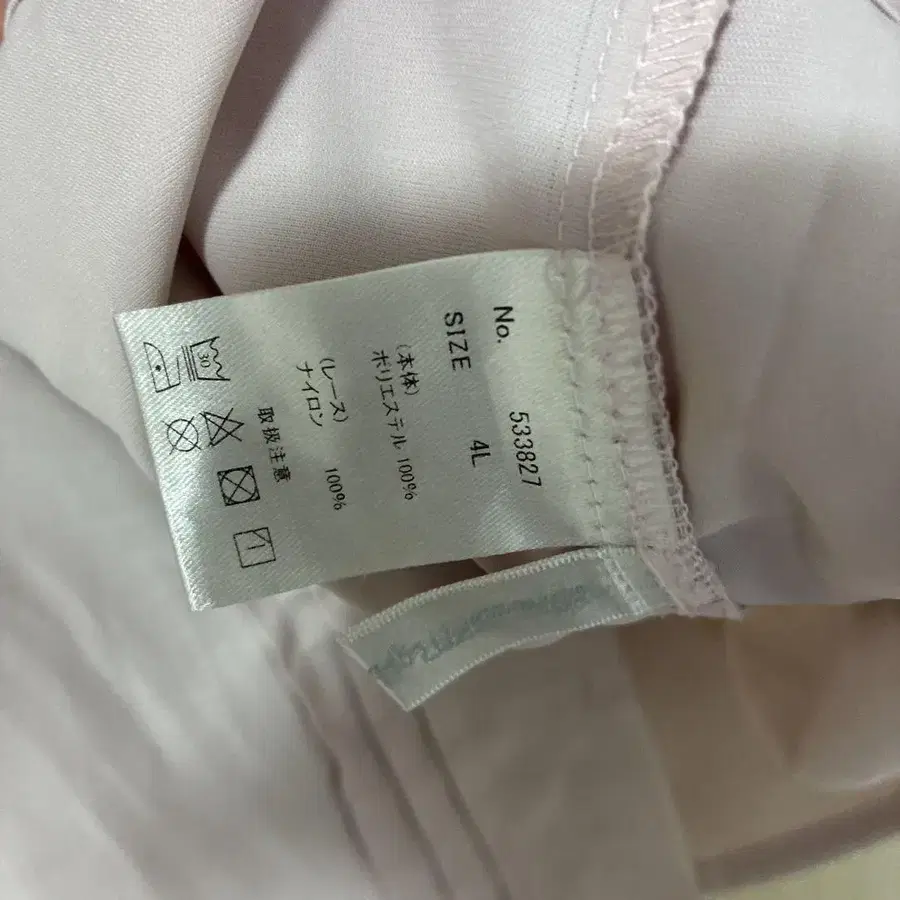 No. 533827
SIZE 4L
(本体)
ポリエステル 100%
(レース)
ナイロン 100%
取扱注意
30